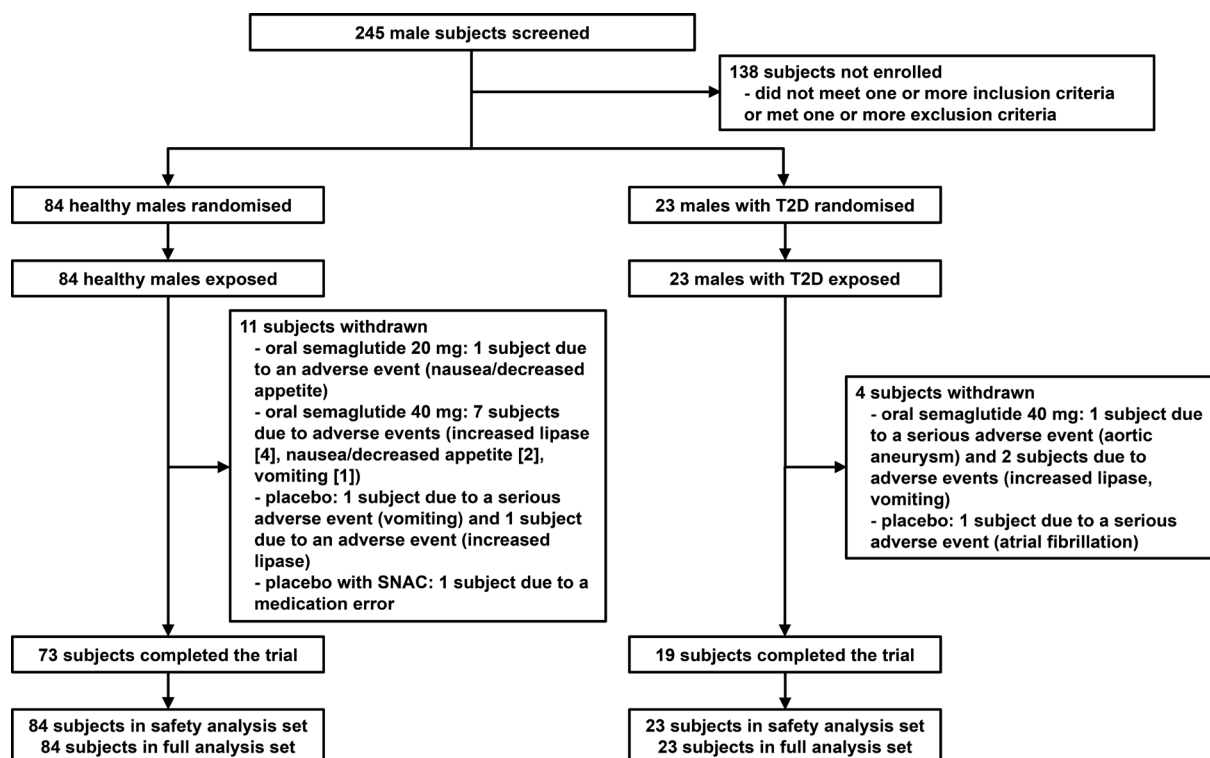 245 male subjects screened
138 subjects not enrolled
- did not meet one or more inclusion criteria
or met one or more exclusion criteria
84 healthy males randomised
23 males with T2D randomised
84 healthy males exposed
23 males with T2D exposed
11 subjects withdrawn
- oral semaglutide 20 mg: 1 subject due
to an adverse event (nausea/decreased
appetite)
- oral semaglutide 40 mg: 7 subjects
due to adverse events (increased lipase
[4], nausea/decreased appetite [2],
vomiting [1])
- placebo: 1 subject due to a serious
adverse event (vomiting) and 1 subject
due to an adverse event (increased
lipase)
- placebo with SNAC: 1 subject due to a
medication error
4 subjects withdrawn
- oral semaglutide 40 mg: 1 subject due
to a serious adverse event (aortic
aneurysm) and 2 subjects due to
adverse events (increased lipase,
vomiting)
- placebo: 1 subject due to a serious
adverse event (atrial fibrillation)
73 subjects completed the trial
19 subjects completed the trial
84 subjects in safety analysis set
84 subjects in full analysis set
23 subjects in safety analysis set
23 subjects in full analysis set